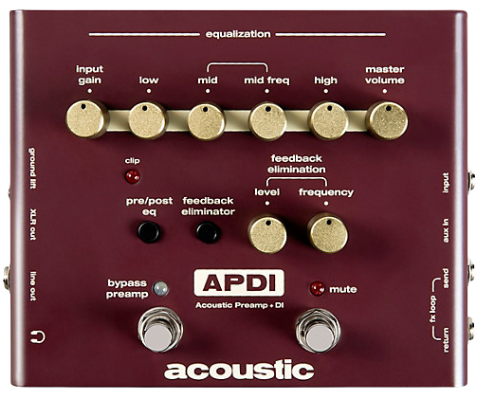 equalization
input
gain
low
mid
mid freq
high
master
volume
clip
feedback
elimination
pre/post
eq
feedback
eliminator
level
frequency
ground lift
XLR out
line out
input
aux in
send
fx loop
return
bypass
preamp
APDI
Acoustic Preamp + DI
mute
acoustic